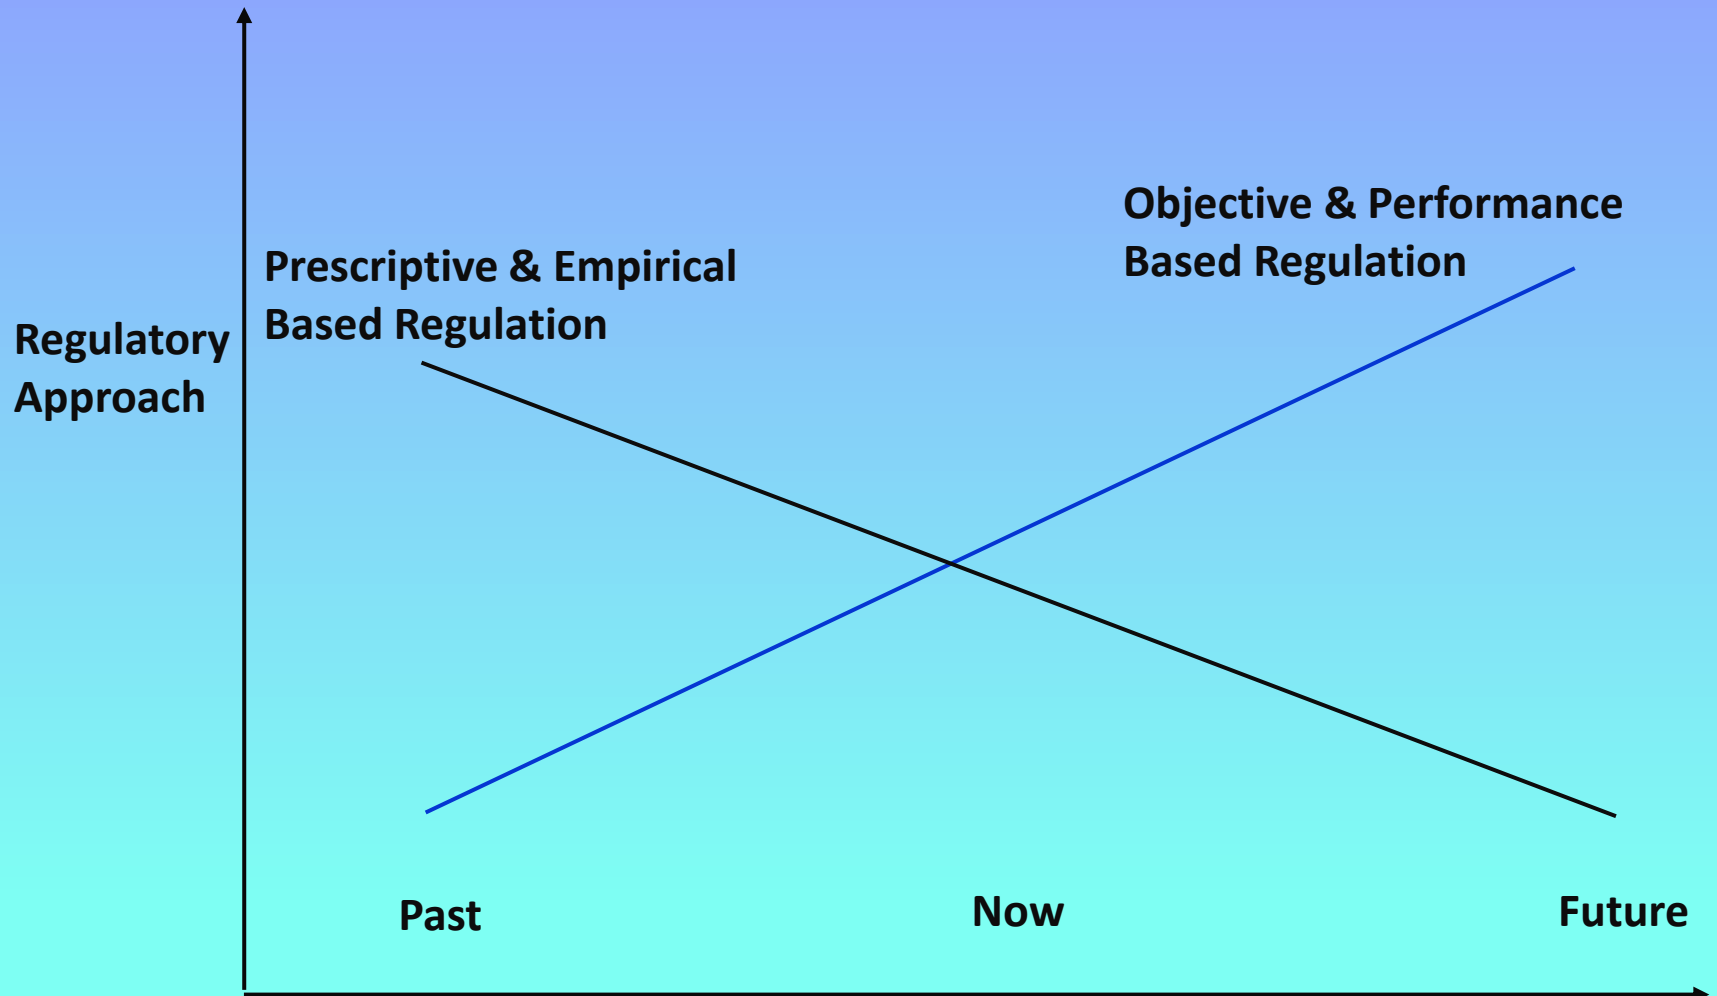 Objective & Performance
Based Regulation
Prescriptive & Empirical
Based Regulation
Regulatory
Approach
Past
Now
Future